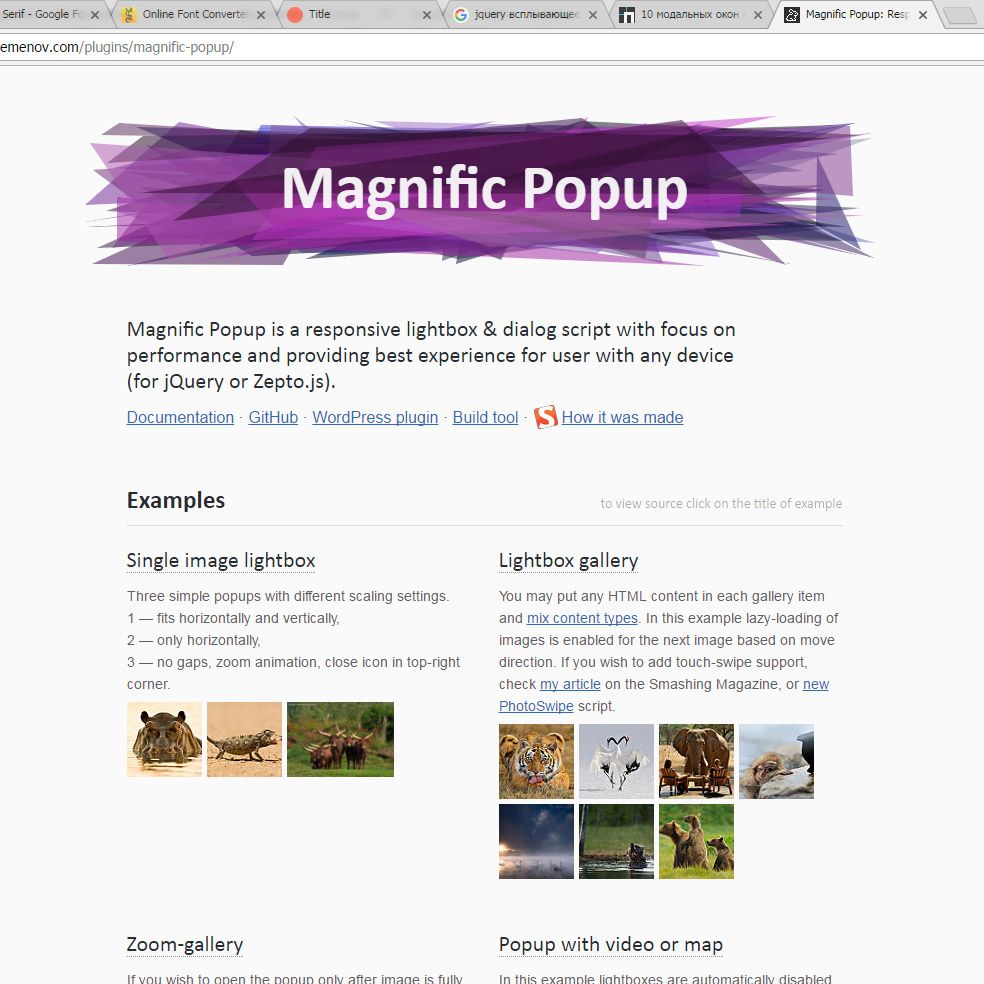 Serif - Google Fo
Online Font Converte
Title
jquery всплывающее
10 модальных окон
Magnific Popup: Resp
emenov.com/plugins/magnific-popup/
Magnific Popup
Magnific Popup is a responsive lightbox & dialog script with focus on
performance and providing best experience for user with any device
(for jQuery or Zepto.js).
Documentation · GitHub · WordPress plugin · Build tool · How it was made
Examples
to view source click on the title of example
Single image lightbox
Three simple popups with different scaling settings.
1 — fits horizontally and vertically,
2 — only horizontally,
3 — no gaps, zoom animation, close icon in top-right
corner.
Lightbox gallery
You may put any HTML content in each gallery item
and mix content types. In this example lazy-loading of
images is enabled for the next image based on move
direction. If you wish to add touch-swipe support,
check my article on the Smashing Magazine, or new
PhotoSwipe script.
Zoom-gallery
If you wish to open the popup only after image is fully
Popup with video or map
In this example lightboxes are automatically disabled